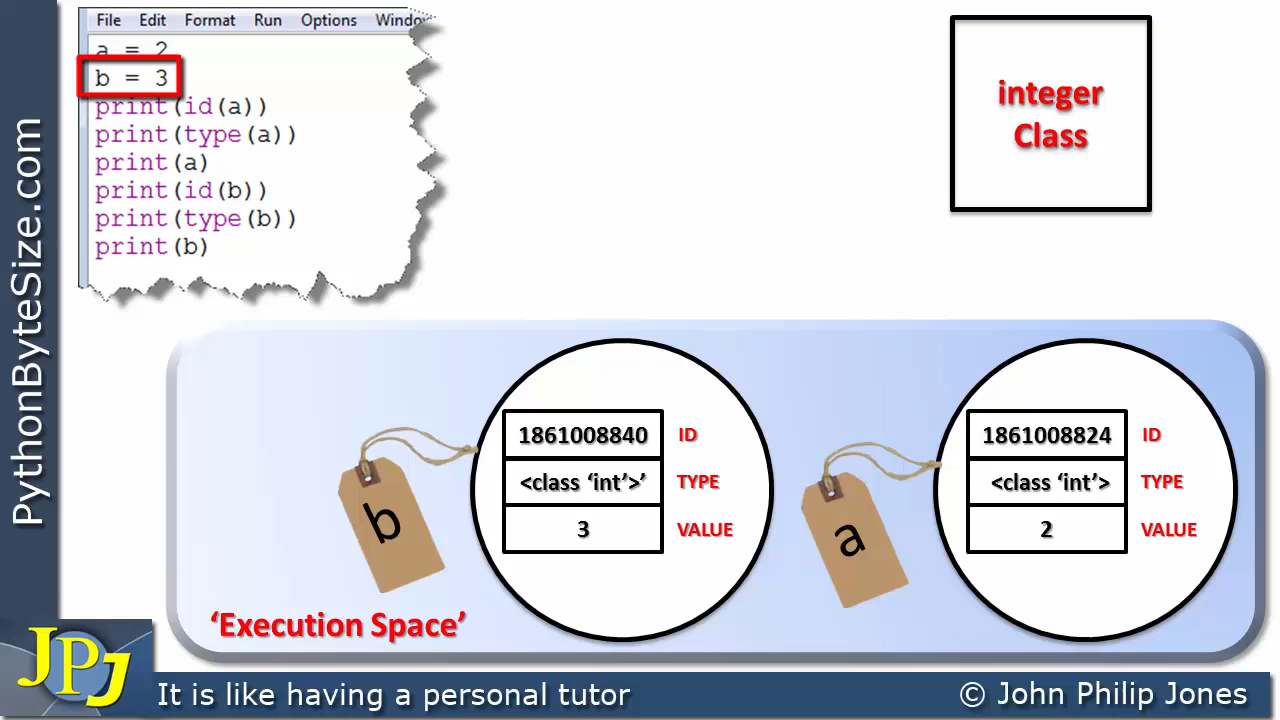 File Edit Format Run Options Window
a = 2
b = 3
print(id(a))
print(type(a))
print(a)
print(id(b))
print(type(b))
print(b)
integer
Class
PythonByteSize.com
1861008840 ID
<class ‘int’>’ TYPE
3 VALUE
b
1861008824 ID
<class ‘int’> TYPE
2 VALUE
a
‘Execution Space’
JPJ
It is like having a personal tutor
© John Philip Jones